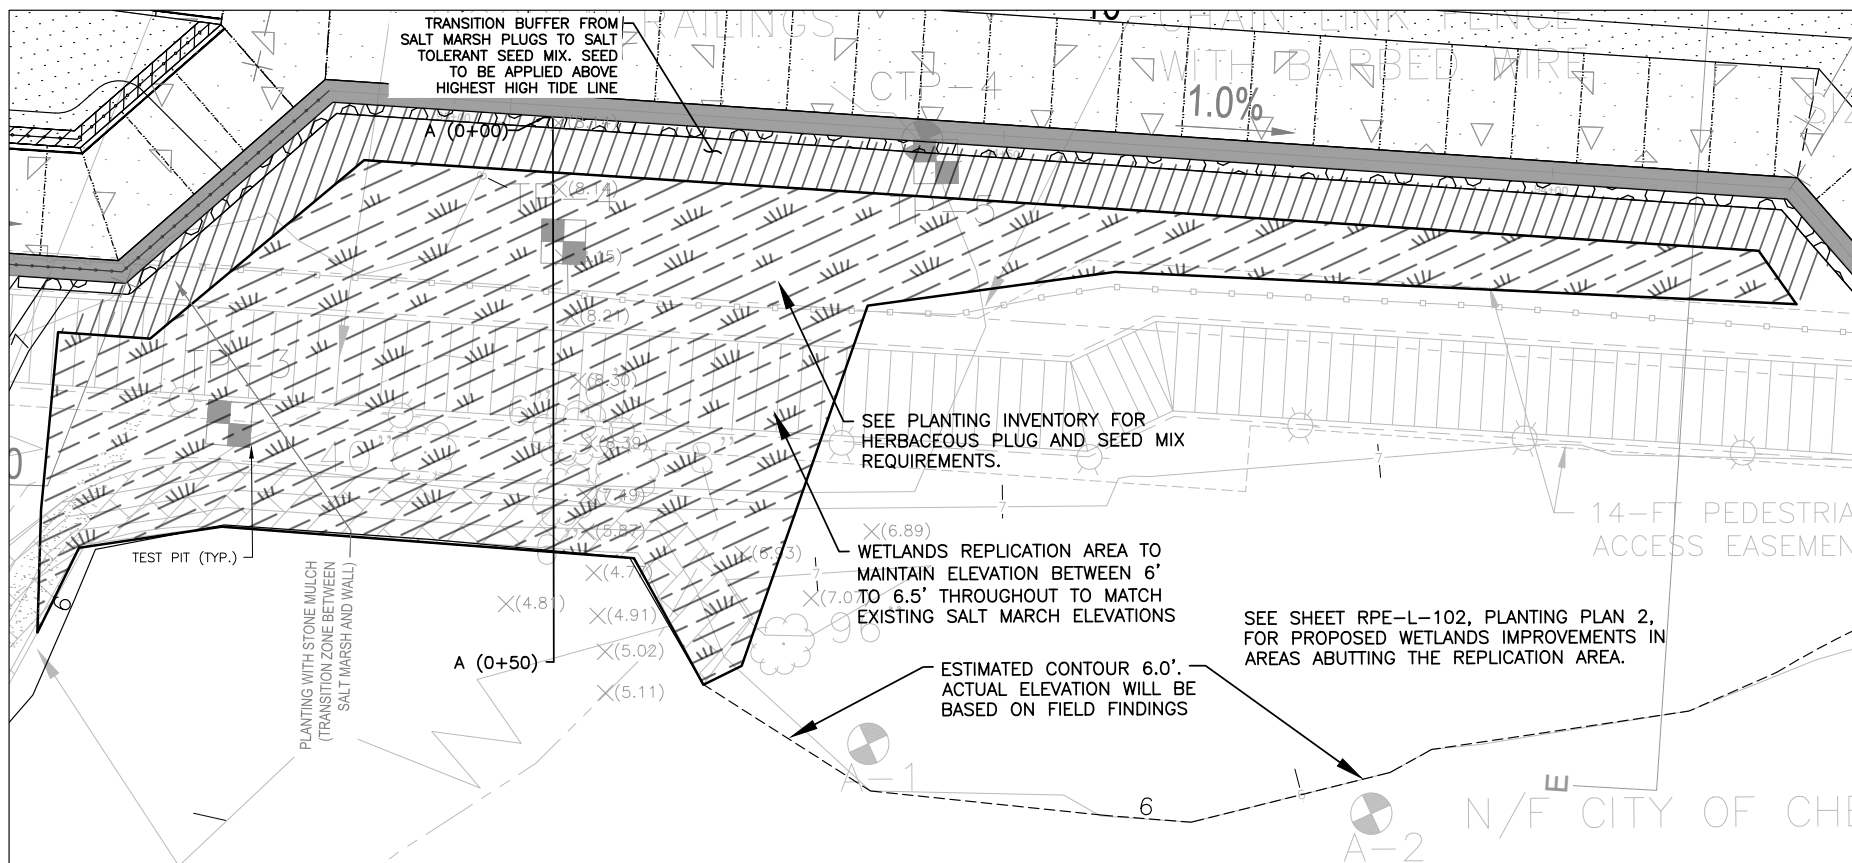 TRANSITION BUFFER FROM
SALT MARSH PLUGS TO SALT
TOLERANT SEED MIX. SEED
TO BE APPLIED ABOVE
HIGHEST HIGH TIDE LINE
RAILINGS
CHAIN LINK FENCE
WITH BARBED WIRE
CTP-4
1.0%
A (0+00)
(8.14)
(8.21)
(8.30)
(8.39)
(7.49)
(5.87)
SEE PLANTING INVENTORY FOR
HERBACEOUS PLUG AND SEED MIX
REQUIREMENTS.
58"
40"
7
7
14-FT PEDESTRIA
ACCESS EASEMEN
(6.89)
(6.93)
WETLANDS REPLICATION AREA TO
MAINTAIN ELEVATION BETWEEN 6'
TO 6.5' THROUGHOUT TO MATCH
EXISTING SALT MARCH ELEVATIONS
TEST PIT (TYP.)
PLANTING WITH STONE MULCH
(TRANSITION ZONE BETWEEN
SALT MARSH AND WALL)
6
7
(4.81)
(4.91)
(7.07)
96"
(5.02)
(5.11)
A (0+50)
SEE SHEET RPE-L-102, PLANTING PLAN 2,
FOR PROPOSED WETLANDS IMPROVEMENTS IN
AREAS ABUTTING THE REPLICATION AREA.
ESTIMATED CONTOUR 6.0'.
ACTUAL ELEVATION WILL BE
BASED ON FIELD FINDINGS
A-1
6
6
E
N/F CITY OF CHE
A-2